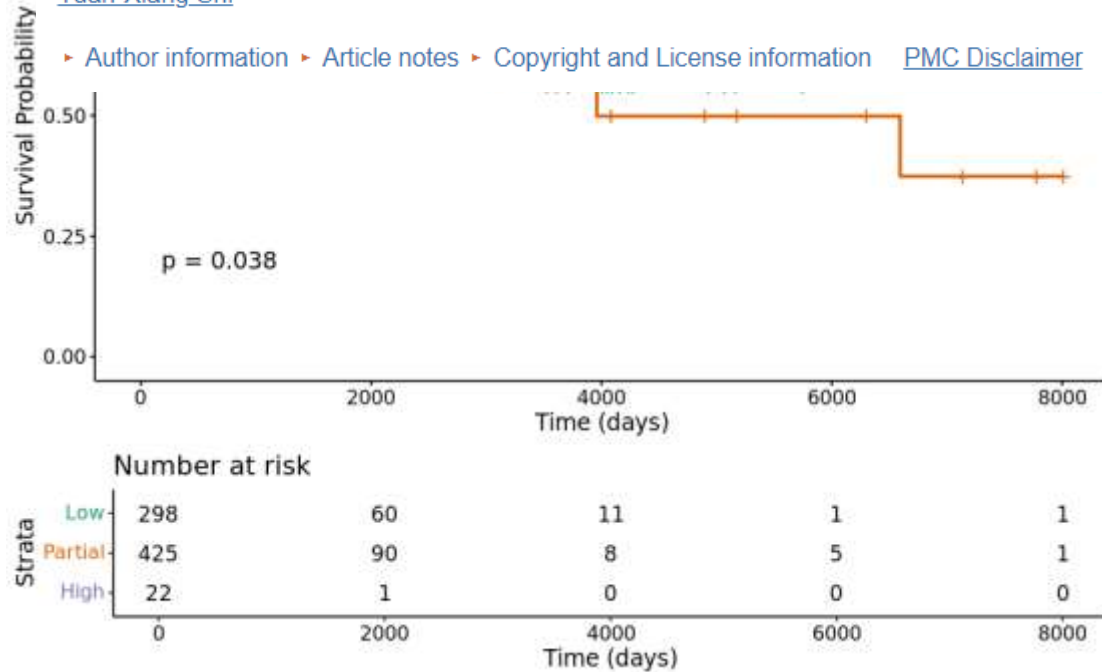 ▸ Author information ▸ Article notes ▸ Copyright and License information PMC Disclaimer
Survival Probability
0.50
0.25
0.00
p = 0.038
0 2000 4000 6000 8000
Time (days)
Number at risk
Strata
Low 298 60 11 1 1
Partial 425 90 8 5 1
High 22 1 0 0 0
0 2000 4000 6000 8000
Time (days)